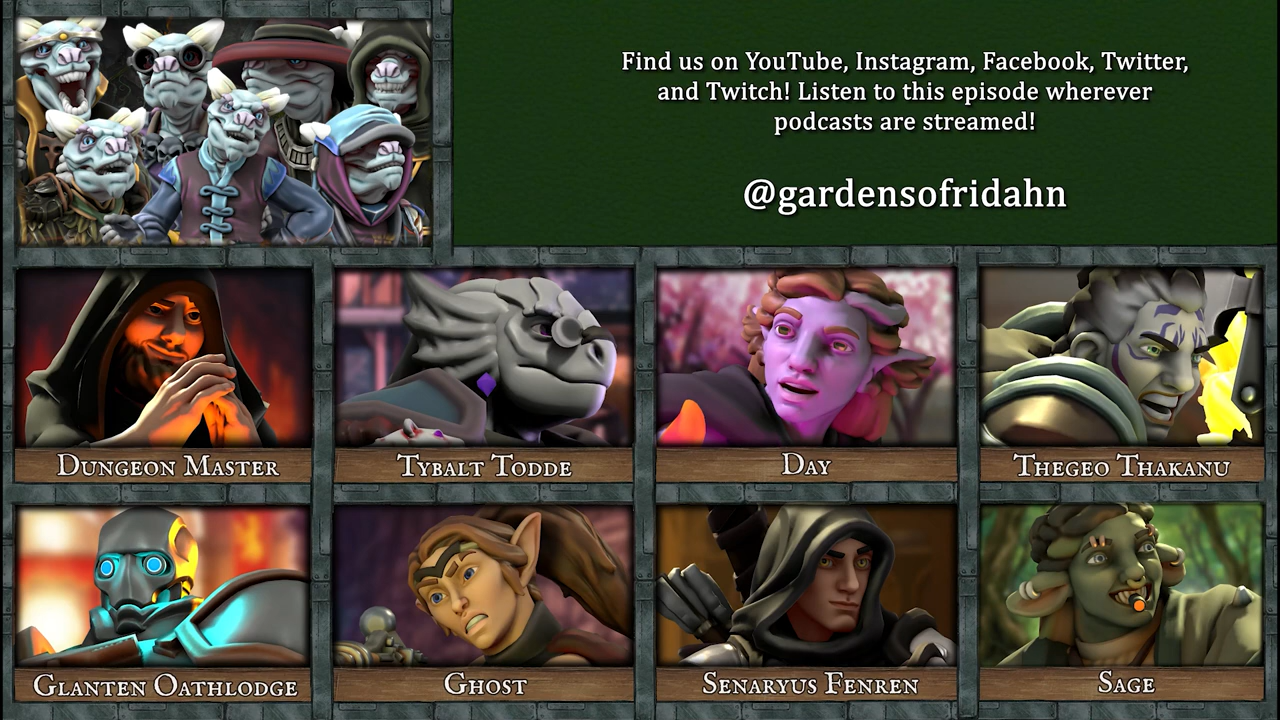 Find us on YouTube, Instagram, Facebook, Twitter,
and Twitch! Listen to this episode wherever
podcasts are streamed!
@gardensofridahn
Dungeon Master
Tybalt Todde
Day
Thegeo Thakanu
Glanten Oathlodge
Ghost
Senaryus Fenren
Sage